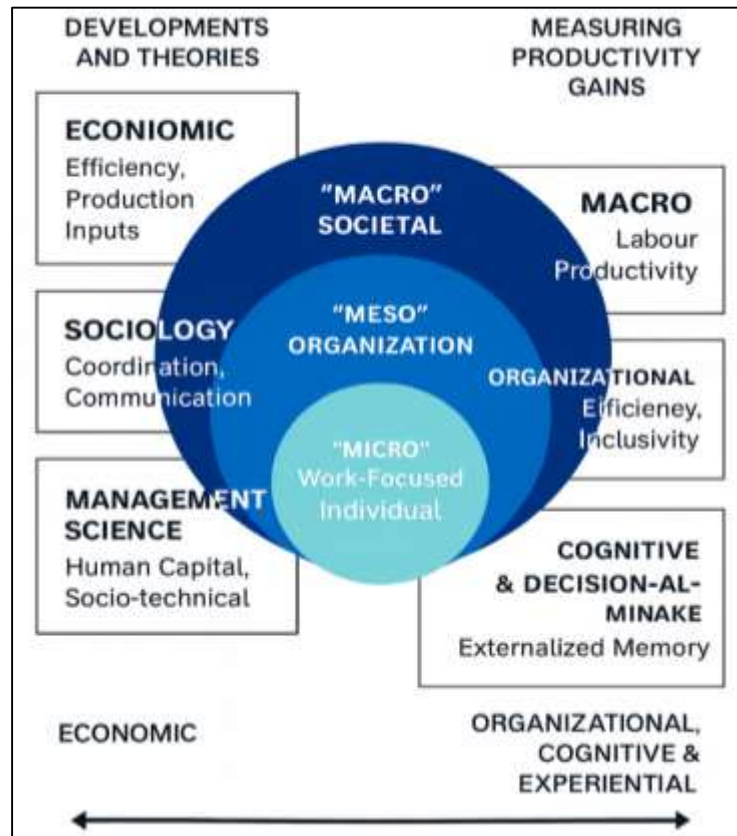 DEVELOPMENTS
AND THEORIES
MEASURING
PRODUCTIVITY
GAINS
ECONIOMIC
Efficiency,
Production
Inputs
SOCIOLOGY
Coordination,
Communication
MANAGEMENT
SCIENCE
Human Capital,
Socio-technical
"MACRO"
SOCIETAL
"MESO"
ORGANIZATION
"MICRO"
Work-Focused
Individual
MACRO
Labour
Productivity
ORGANIZATIONAL
Eificieney,
Inclusivity
COGNITIVE
& DECISION-AL-
MINAKE
Externalized Memory
ECONOMIC
ORGANIZATIONAL,
COGNITIVE &
EXPERIENTIAL